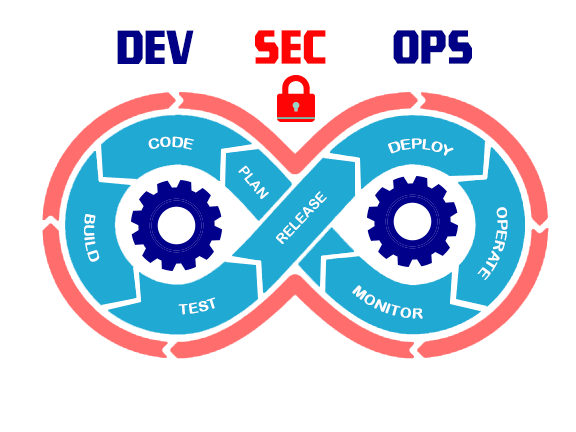 DEV SEC OPS
CODE
PLAN
BUILD
TEST
RELEASE
DEPLOY
OPERATE
MONITOR